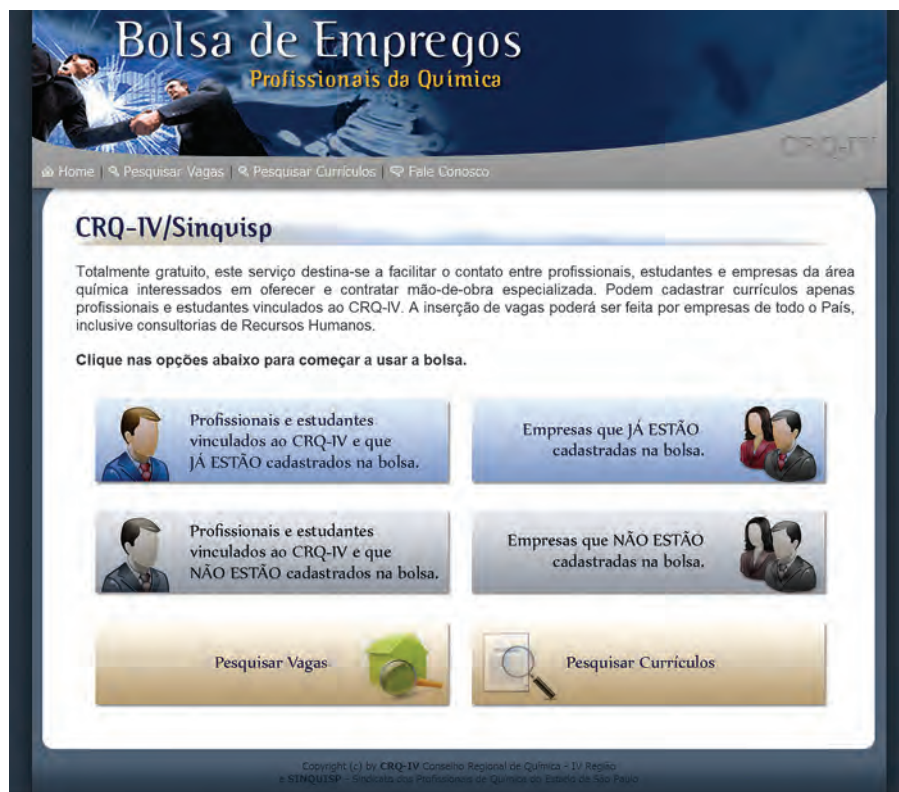 Bolsa de Empregos
Profissionais da Química
CRQ-IV
Home | Pesquisar Vagas | Pesquisar Currículos | Fale Conosco
CRQ-IV/Sinquisp
Totalmente gratuito, este serviço destina-se a facilitar o contato entre profissionais, estudantes e empresas da área
química interessados em oferecer e contratar mão-de-obra especializada. Podem cadastrar currículos apenas
profissionais e estudantes vinculados ao CRQ-IV. A inserção de vagas poderá ser feita por empresas de todo o País,
inclusive consultorias de Recursos Humanos.
Clique nas opções abaixo para começar a usar a bolsa.
Profissionais e estudantes
vinculados ao CRQ-IV e que
JÁ ESTÃO cadastrados na bolsa.
Empresas que JÁ ESTÃO
cadastradas na bolsa.
Profissionais e estudantes
vinculados ao CRQ-IV e que
NÃO ESTÃO cadastrados na bolsa.
Empresas que NÃO ESTÃO
cadastradas na bolsa.
Pesquisar Vagas
Pesquisar Currículos
Copyright (c) by CRQ-IV Conselho Regional de Química - IV Região
e SINQUISP - Sindicato dos Profissionais de Química do Estado de São Paulo